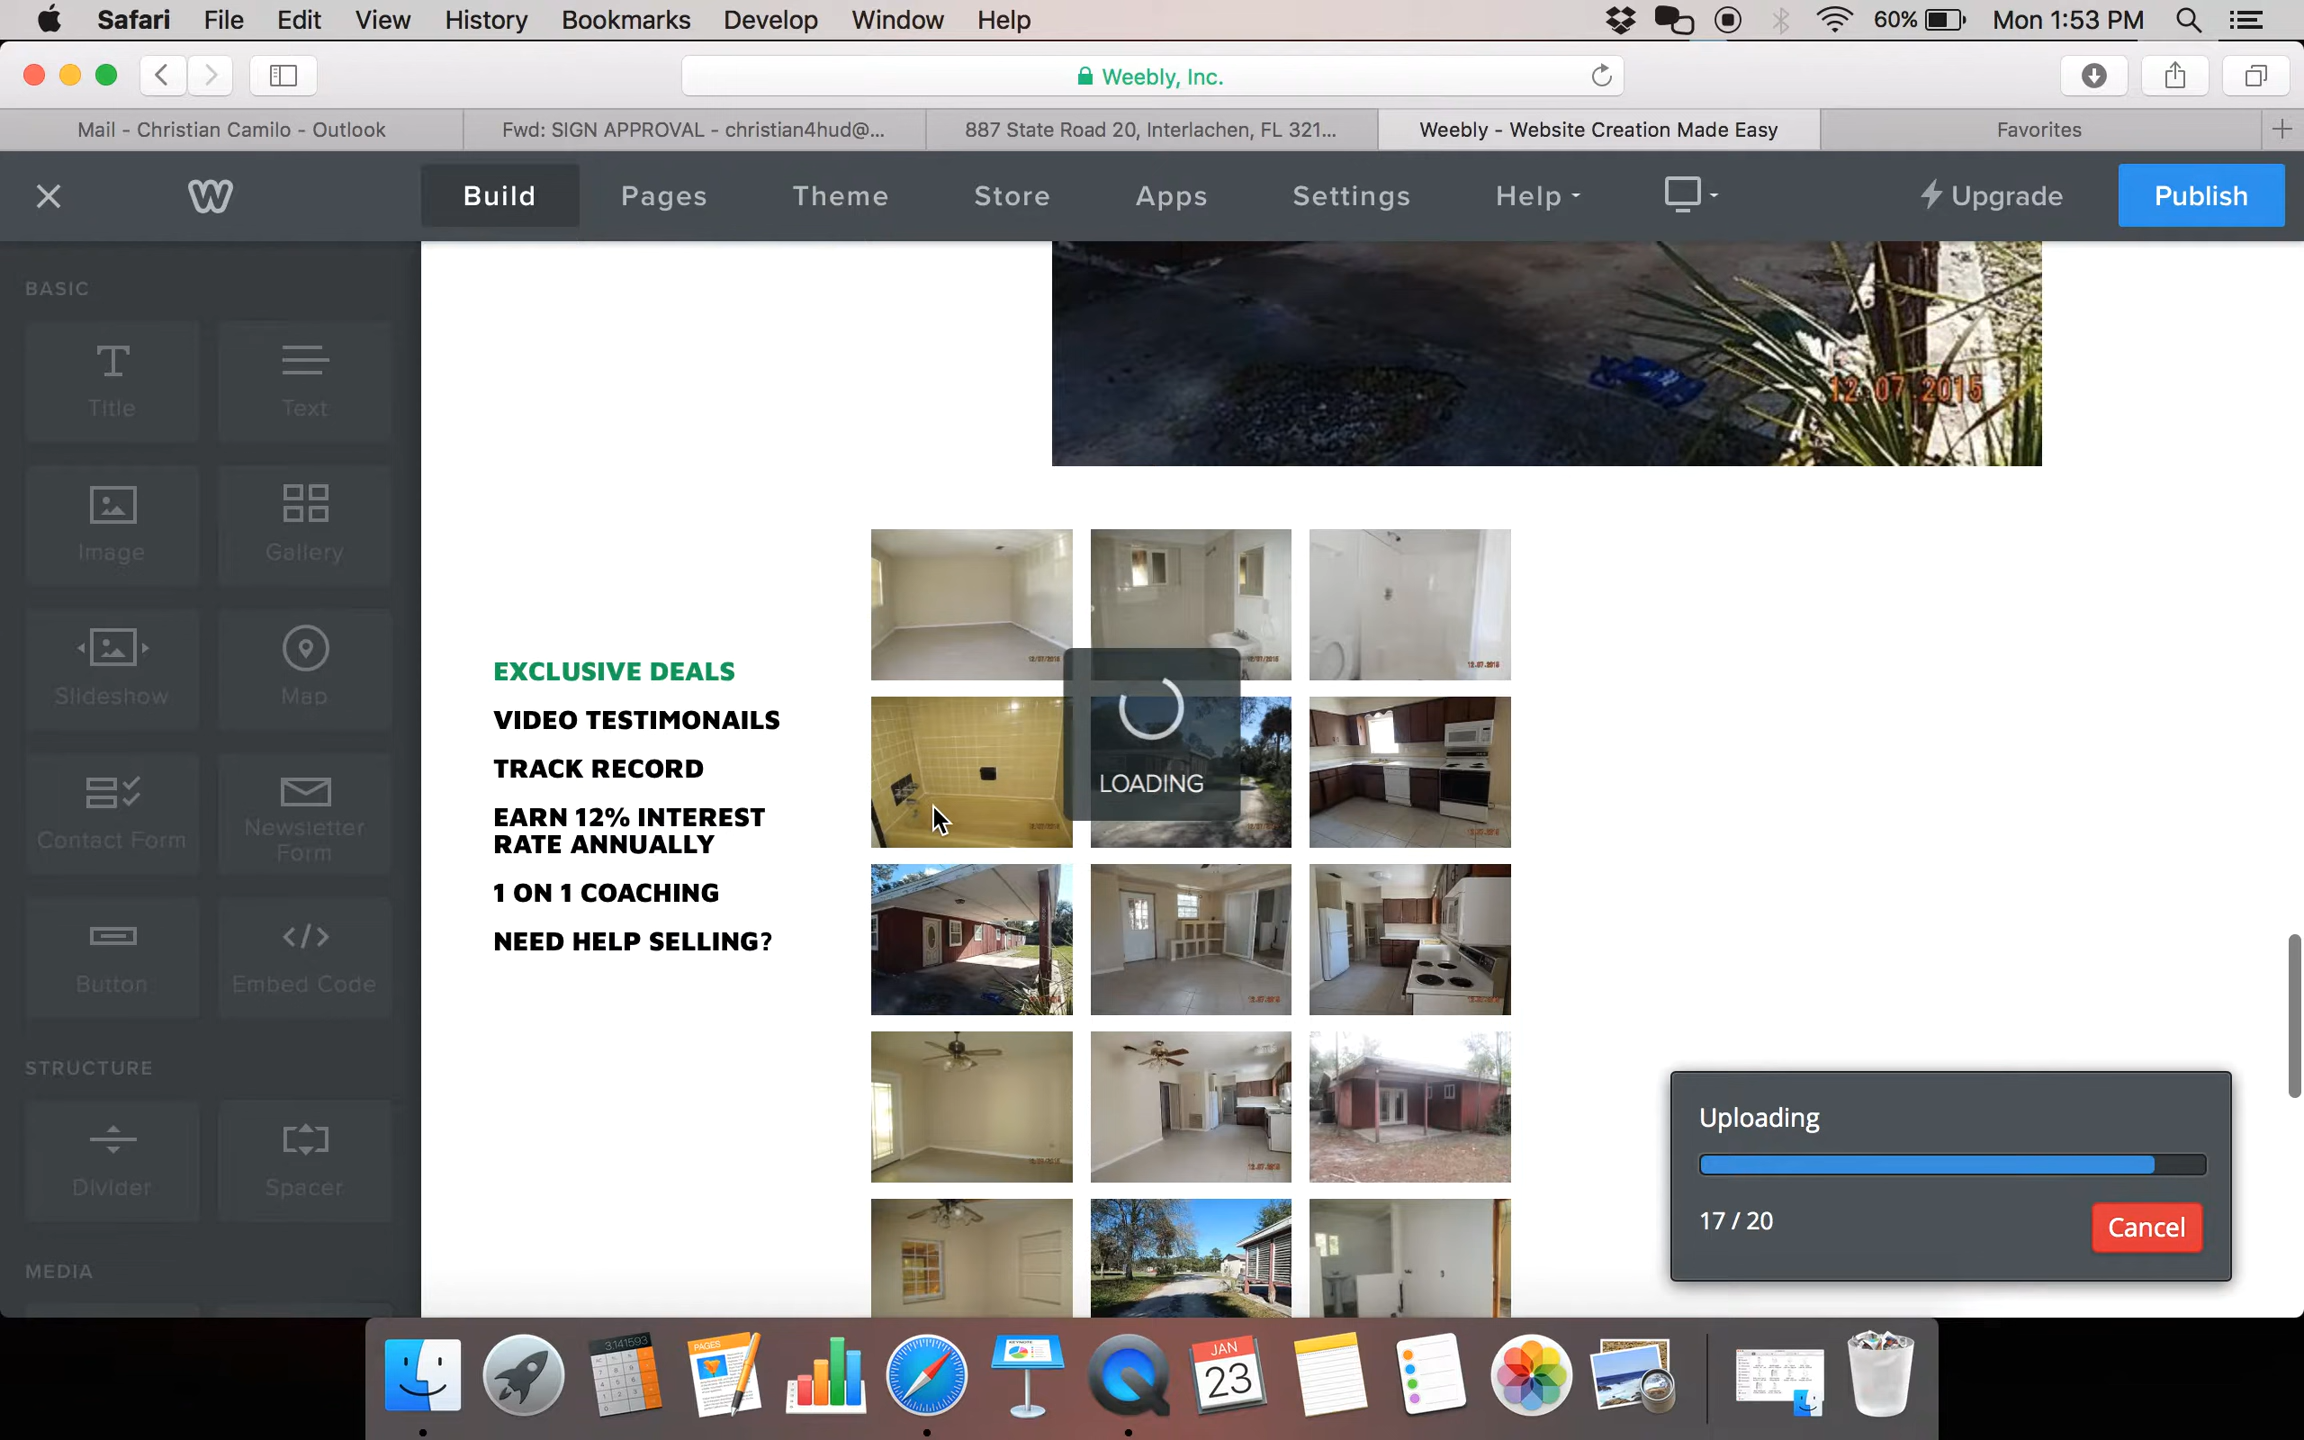 Safari File Edit View History Bookmarks Develop Window Help 60% Mon 1:53 PM
Weebly, Inc.
Mail - Christian Camilo - Outlook
Fwd: SIGN APPROVAL - christian4hud@...
887 State Road 20, Interlachen, FL 321...
Weebly - Website Creation Made Easy
Favorites
Build Pages Theme Store Apps Settings Help Upgrade Publish
BASIC
Title Text
Image Gallery
Slideshow Map
Contact Form Newsletter Form
Button Embed Code
STRUCTURE
Divider Spacer
MEDIA
12 07 2015
EXCLUSIVE DEALS
VIDEO TESTIMONAILS
TRACK RECORD
EARN 12% INTEREST
RATE ANNUALLY
1 ON 1 COACHING
NEED HELP SELLING?
LOADING
Uploading
17 / 20
Cancel
3.141593
PAGES
KEYNOTE
JAN
23